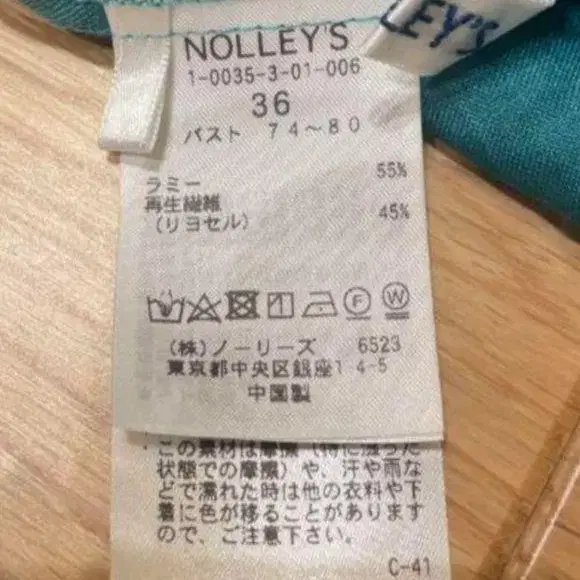 NOLLEY'S
LEY'S
1-0035-3-01-006
36
バスト 74～80
ラミー 55%
再生繊維 45%
(リヨセル)
F W
(株)ノーリーズ 6523
東京都中央区銀座1 4-5
中国製
この素材は摩擦(特に湿った
状態での摩擦)や、汗や雨な
どで濡れた時は他の衣料や下
着に色が移ることがあります
ので、ご注意下さい。
C-41